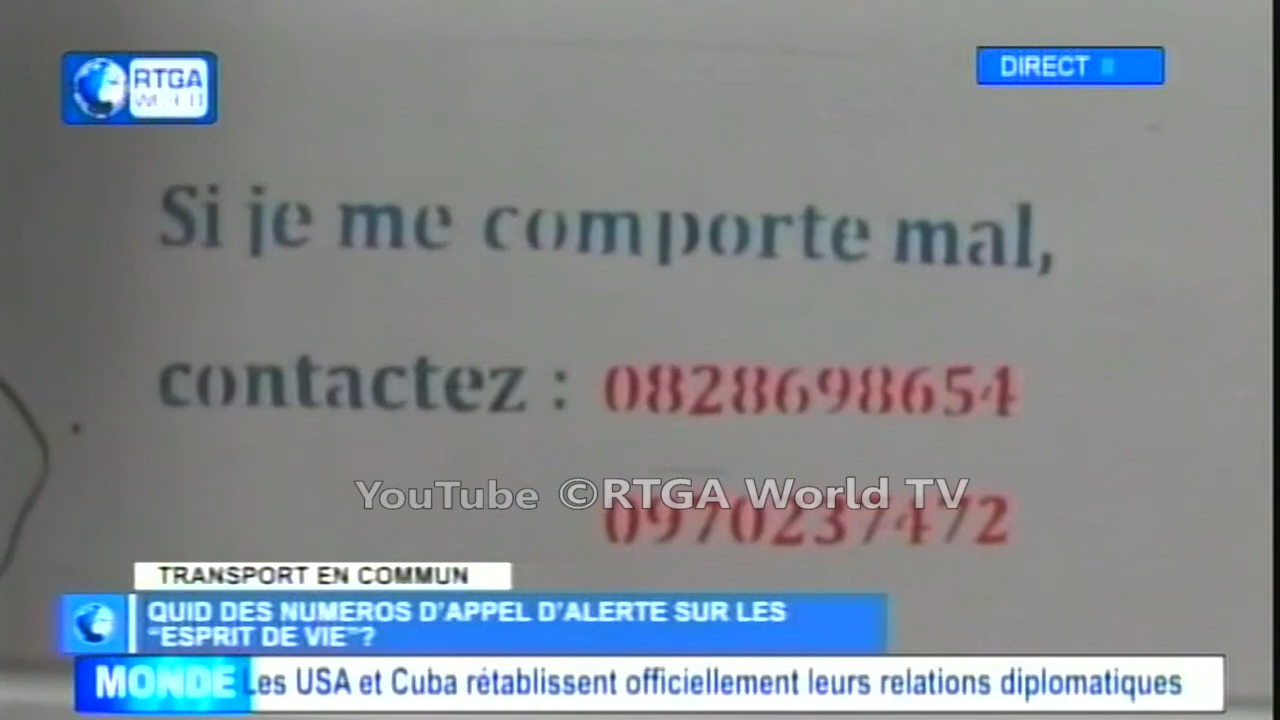 RTGA
WORLD
DIRECT
Si je me comporte mal,
contactez : 0828698654
YouTube ©RTGA World TV
0970237472
TRANSPORT EN COMMUN
QUID DES NUMEROS D'APPEL D'ALERTE SUR LES
"ESPRIT DE VIE"?
MONDE Les USA et Cuba rétablissent officiellement leurs relations diplomatiques